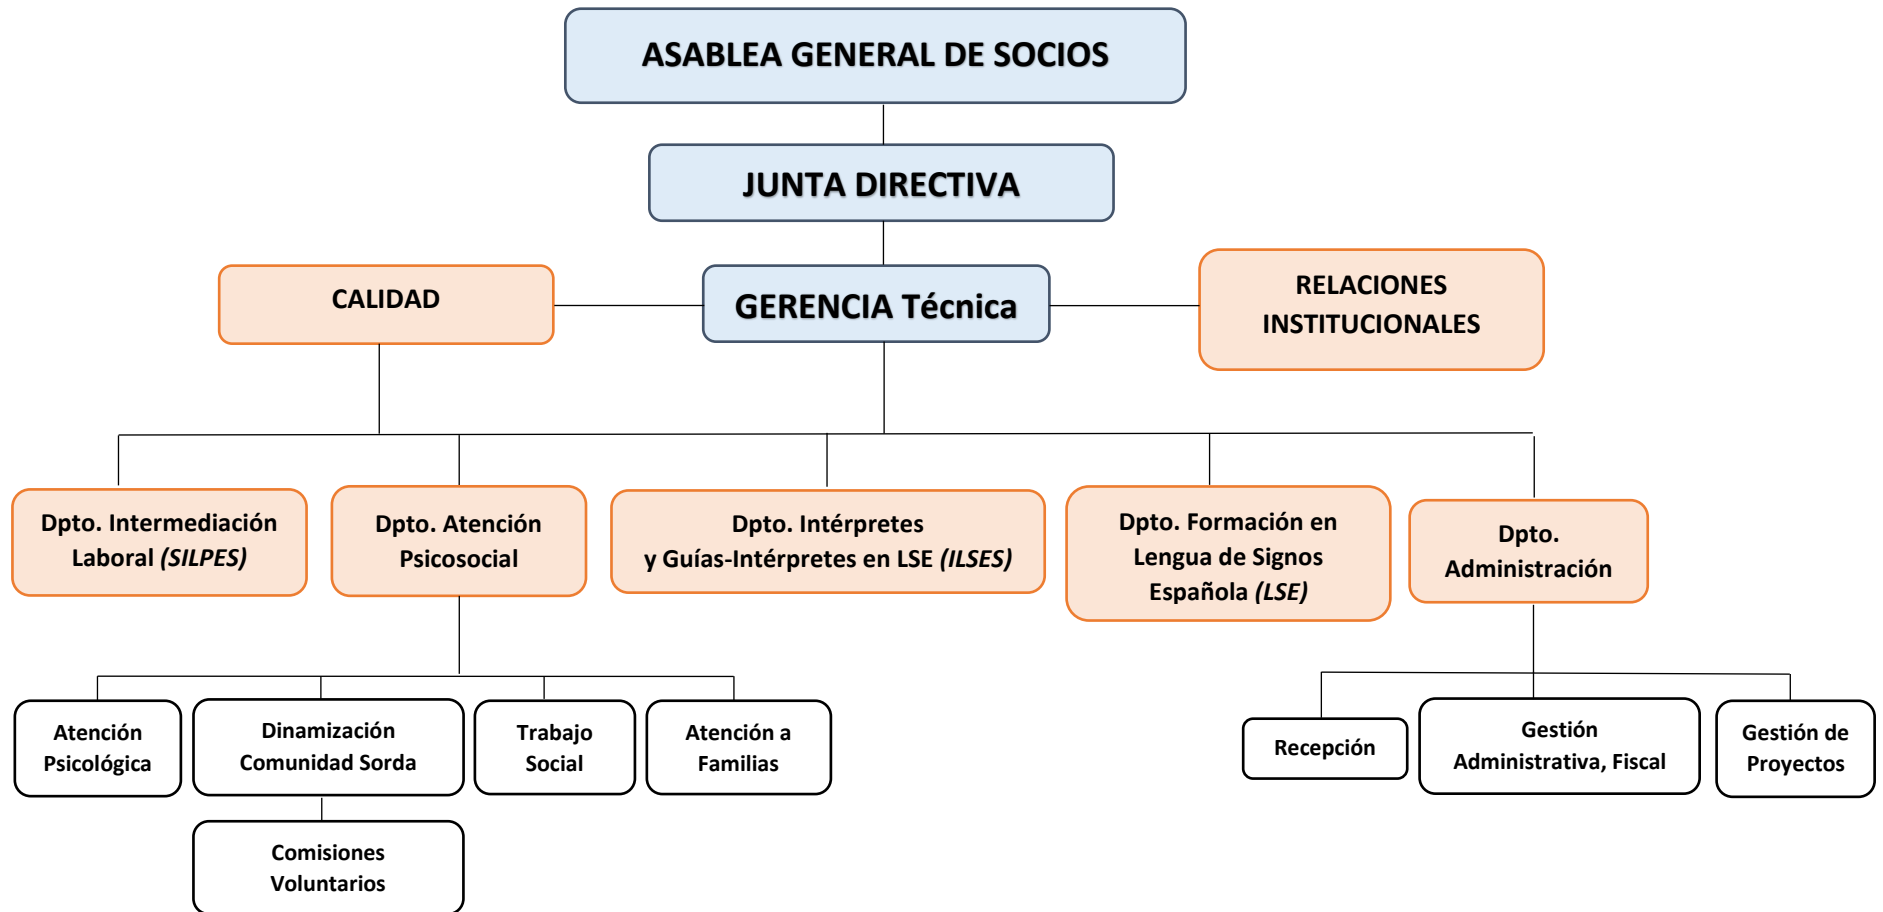 ASABLEA GENERAL DE SOCIOS
JUNTA DIRECTIVA
CALIDAD
GERENCIA Técnica
RELACIONES
INSTITUCIONALES
Dpto. Intermediación
Laboral (SILPES)
Dpto. Atención
Psicosocial
Dpto. Intérpretes
y Guías-Intérpretes en LSE (ILSES)
Dpto. Formación en
Lengua de Signos
Española (LSE)
Dpto.
Administración
Atención
Psicológica
Dinamización
Comunidad Sorda
Trabajo
Social
Atención a
Familias
Recepción
Gestión
Administrativa, Fiscal
Gestión de
Proyectos
Comisiones
Voluntarios